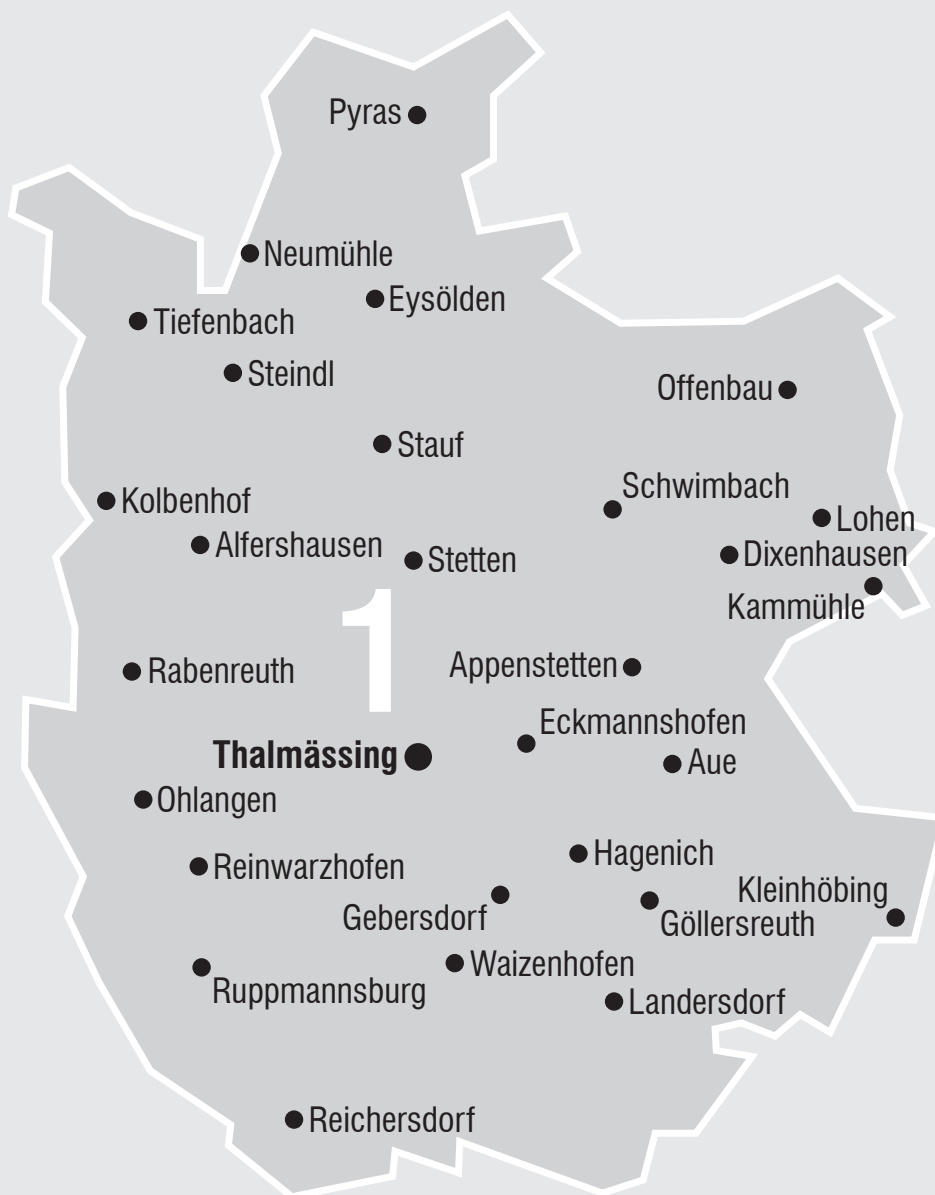 Pyras
Neumühle
Eysölden
Tiefenbach
Steindl
Offenbau
Stauf
Schwimbach
Kolbenhof
Lohen
Alfershausen
Dixenhausen
Stetten
Kammühle
1
Appenstetten
Rabenreuth
Eckmannshofen
Thalmässing
Aue
Ohlangen
Hagenich
Reinwarzhofen
Kleinhöbing
Gebersdorf
Göllersreuth
Waizenhofen
Ruppmannsburg
Landersdorf
Reichersdorf